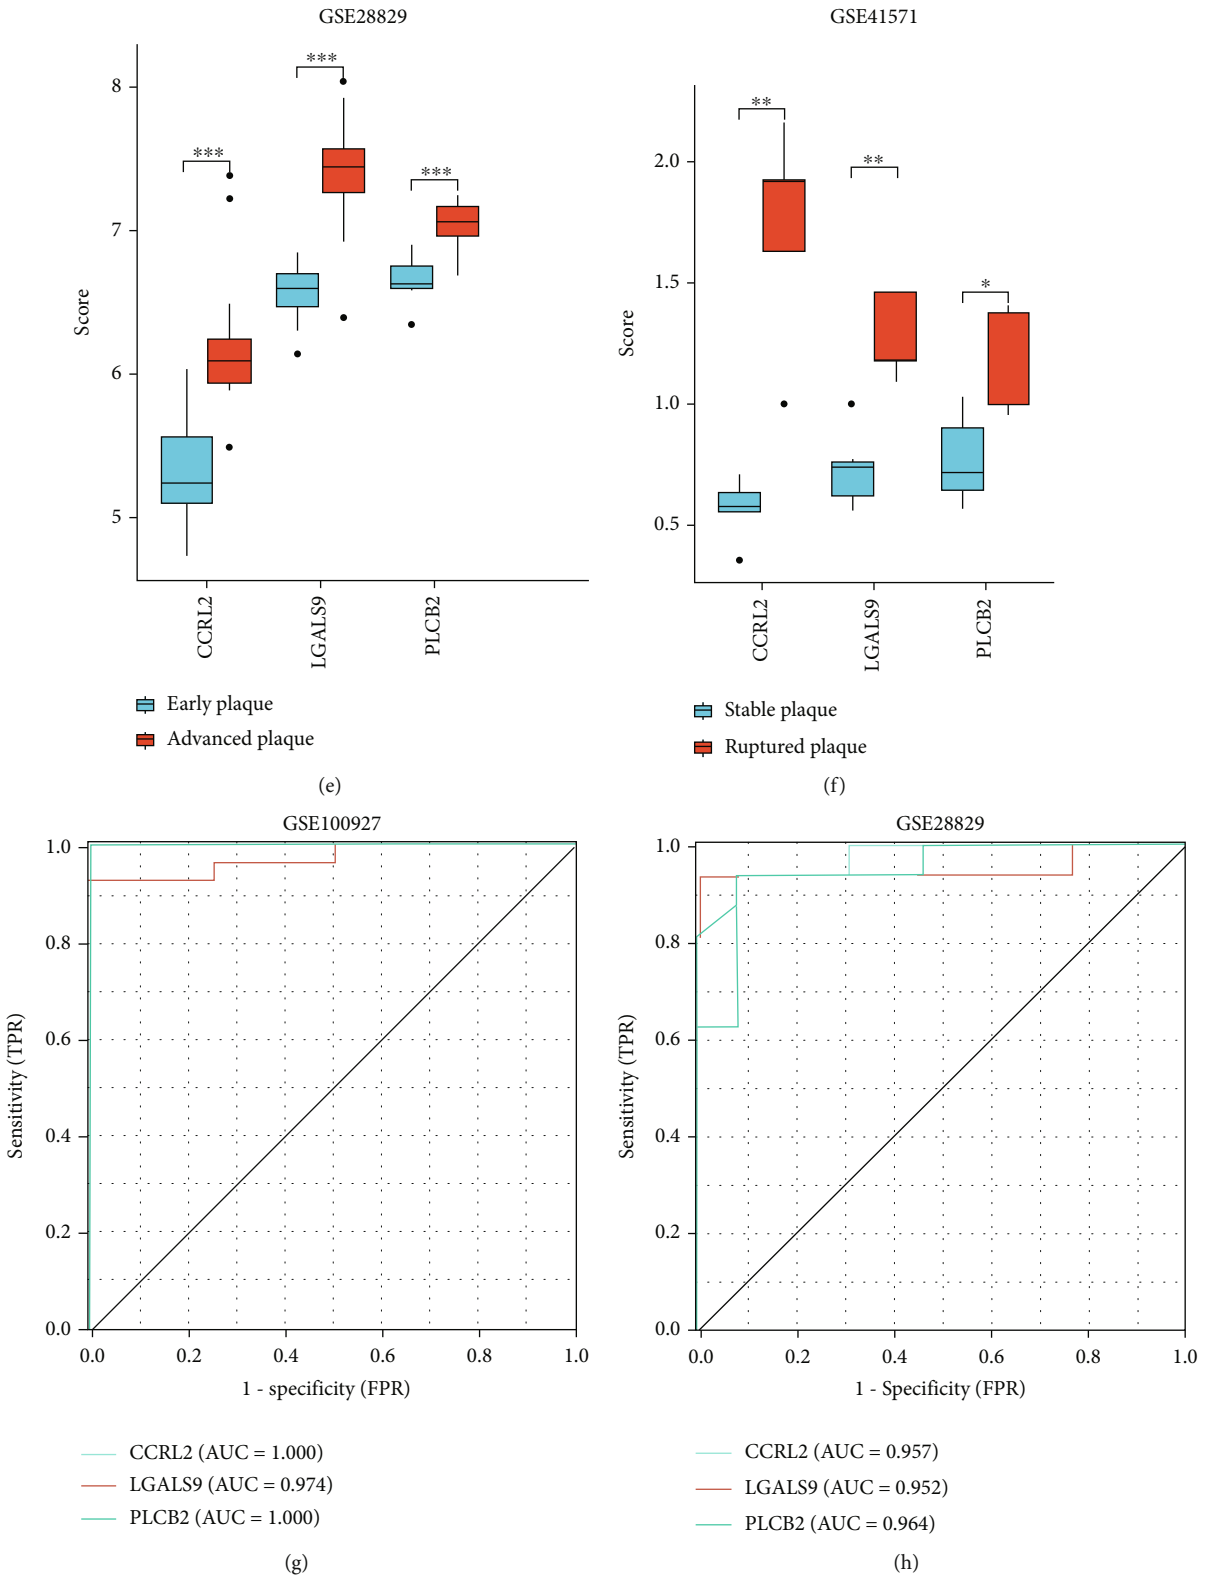 GSE28829
8
7
6
5
Score
***
***
***
CCRL2
LGALS9
PLCB2
Early plaque
Advanced plaque
(e)
GSE41571
2.0
1.5
1.0
0.5
Score
**
**
*
CCRL2
LGALS9
PLCB2
Stable plaque
Ruptured plaque
(f)
GSE100927
1.0
0.8
0.6
0.4
0.2
0.0
Sensitivity (TPR)
0.0 0.2 0.4 0.6 0.8 1.0
1 - specificity (FPR)
CCRL2 (AUC = 1.000)
LGALS9 (AUC = 0.974)
PLCB2 (AUC = 1.000)
(g)
GSE28829
1.0
0.8
0.6
0.4
0.2
0.0
Sensitivity (TPR)
0.0 0.2 0.4 0.6 0.8 1.0
1 - Specificity (FPR)
CCRL2 (AUC = 0.957)
LGALS9 (AUC = 0.952)
PLCB2 (AUC = 0.964)
(h)